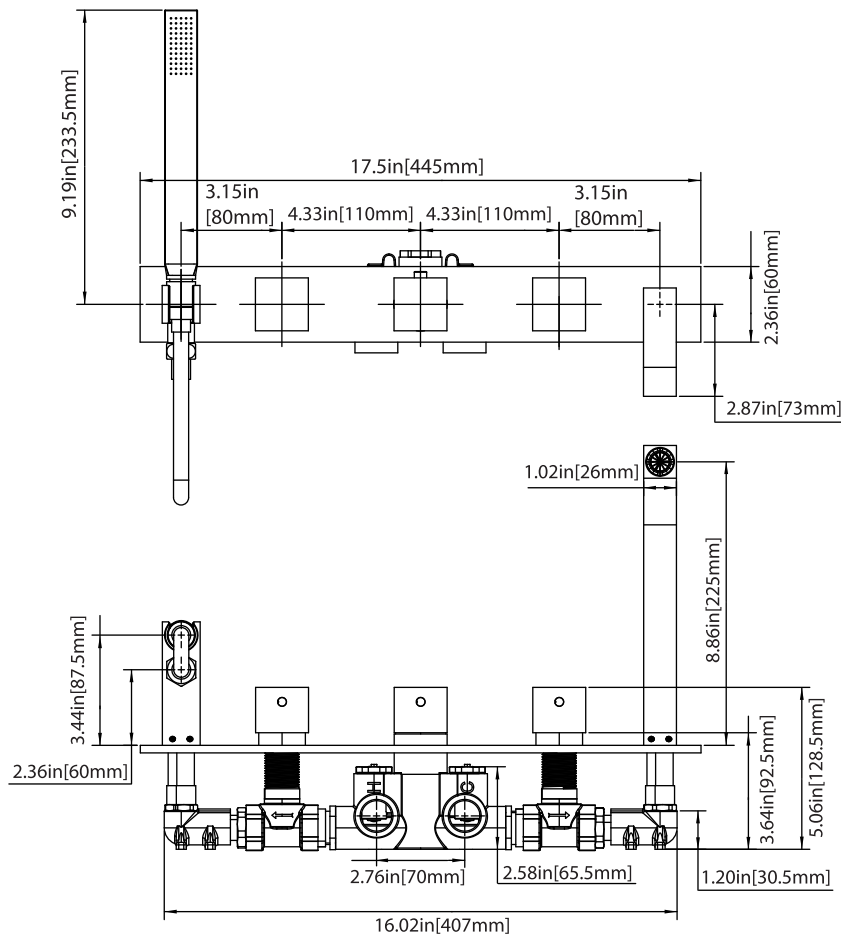 9.19in[233.5mm]
17.5in[445mm]
3.15in
[80mm]
4.33in[110mm]
4.33in[110mm]
3.15in
[80mm]
2.36in[60mm]
2.87in[73mm]
1.02in[26mm]
8.86in[225mm]
3.44in[87.5mm]
2.36in[60mm]
H
C
3.64in[92.5mm]
5.06in[128.5mm]
2.76in[70mm]
2.58in[65.5mm]
1.20in[30.5mm]
16.02in[407mm]